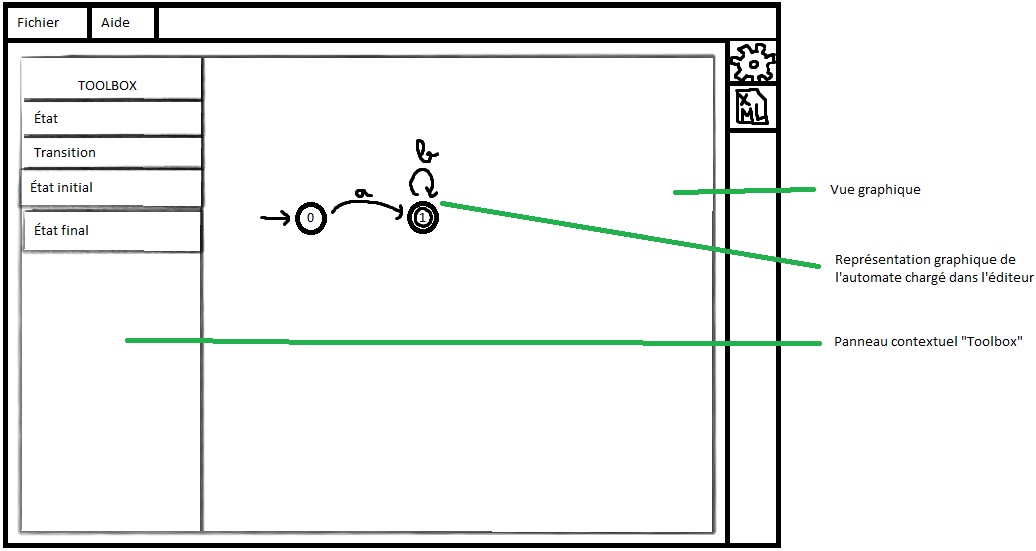 Fichier
Aide
TOOLBOX
État
Transition
État initial
État final
b
a
0
1
XML
Vue graphique
Représentation graphique de
l'automate chargé dans l'éditeur
Panneau contextuel "Toolbox"